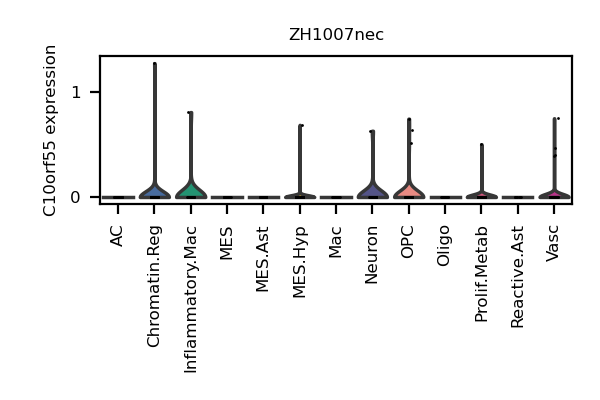 ZH1007nec
C10orf55 expression
1
0
AC
Chromatin.Reg
Inflammatory.Mac
MES
MES.Ast
MES.Hyp
Mac
Neuron
OPC
Oligo
Prolif.Metab
Reactive.Ast
Vasc